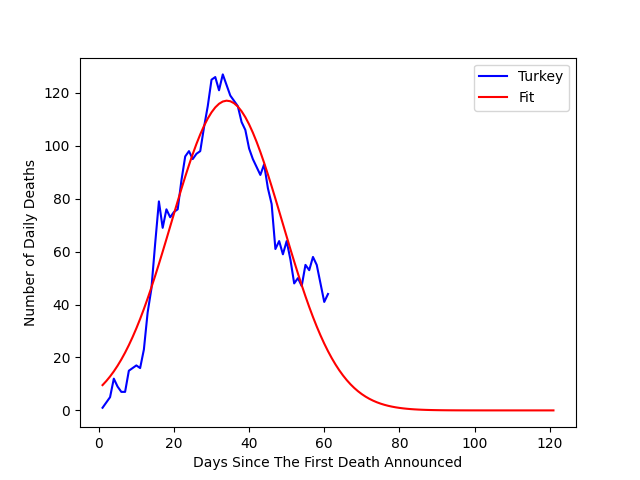 Turkey
Fit
120
100
80
60
40
20
0
Number of Daily Deaths
0 20 40 60 80 100 120
Days Since The First Death Announced